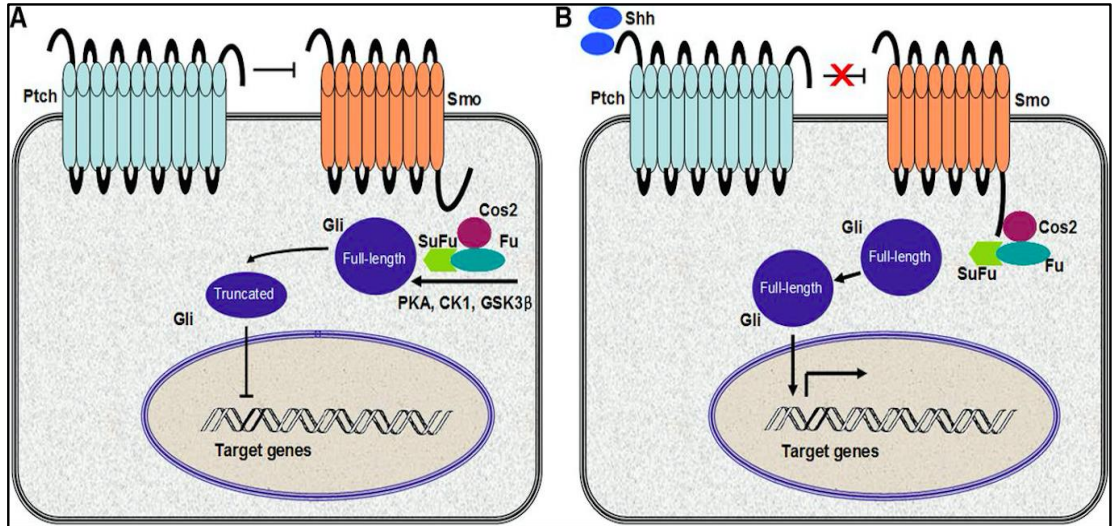 A
Ptch
Smo
Cos2
Gli
SuFu
Fu
Full-length
PKA, CK1, GSK3β
Truncated
Gli
Target genes
B
Shh
Ptch
Smo
Gli
Cos2
Full-length
SuFu
Fu
Full-length
Gli
Target genes